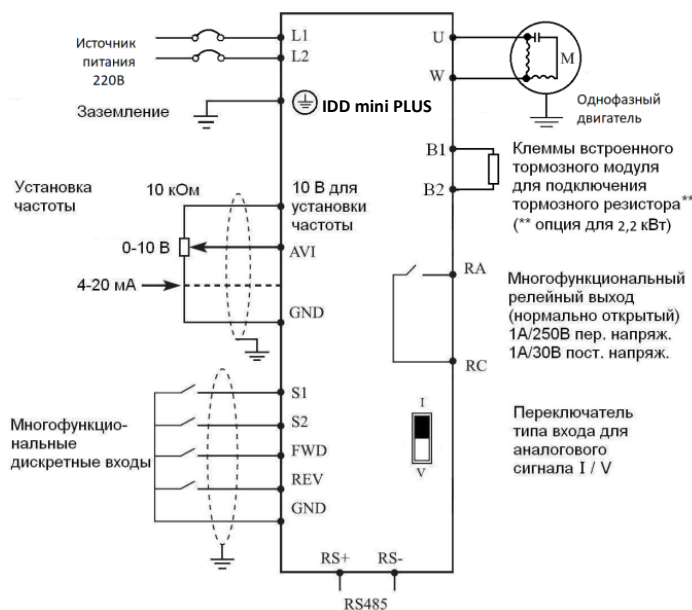 Источник
питания
220В
L1
L2
Заземление
IDD mini PLUS
U
W
M
Однофазный
двигатель
B1
B2
Клеммы встроенного
тормозного модуля
для подключения
тормозного резистора**
(** опция для 2,2 кВт)
Установка
частоты
10 кОм
10 В для
установки
частоты
0-10 В
AVI
4-20 мА
GND
RA
RC
Многофункциональный
релейный выход
(нормально открытый)
1А/250В пер. напряж.
1А/30В пост. напряж.
Многофункцио-
нальные
дискретные входы
S1
S2
FWD
REV
GND
I
V
Переключатель
типа входа для
аналогового
сигнала I / V
RS+
RS-
RS485